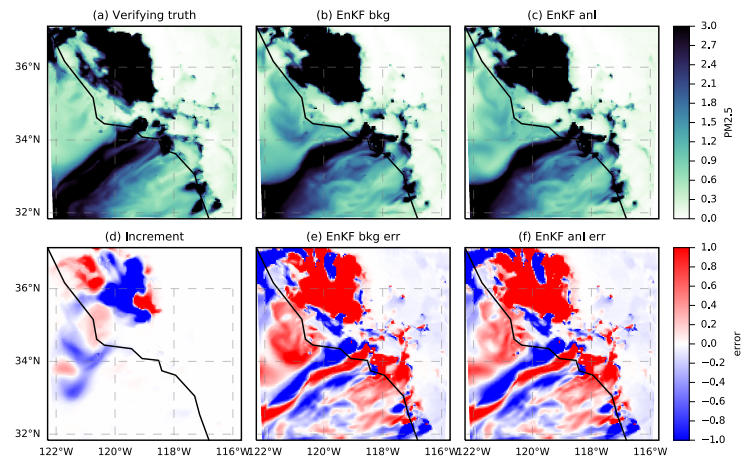 (a) Verifying truth
(b) EnKF bkg
(c) EnKF anl
36°N
34°N
32°N
122°W 120°W 118°W 116°W
3.0
2.7
2.4
2.1
1.8
1.5
1.2
0.9
0.6
0.3
0.0
PM2.5
(d) Increment
(e) EnKF bkg err
(f) EnKF anl err
36°N
34°N
32°N
122°W 120°W 118°W 116°W
122°W 120°W 118°W 116°W
122°W 120°W 118°W 116°W
1.0
0.8
0.6
0.4
0.2
0.0
−0.2
−0.4
−0.6
−0.8
−1.0
error